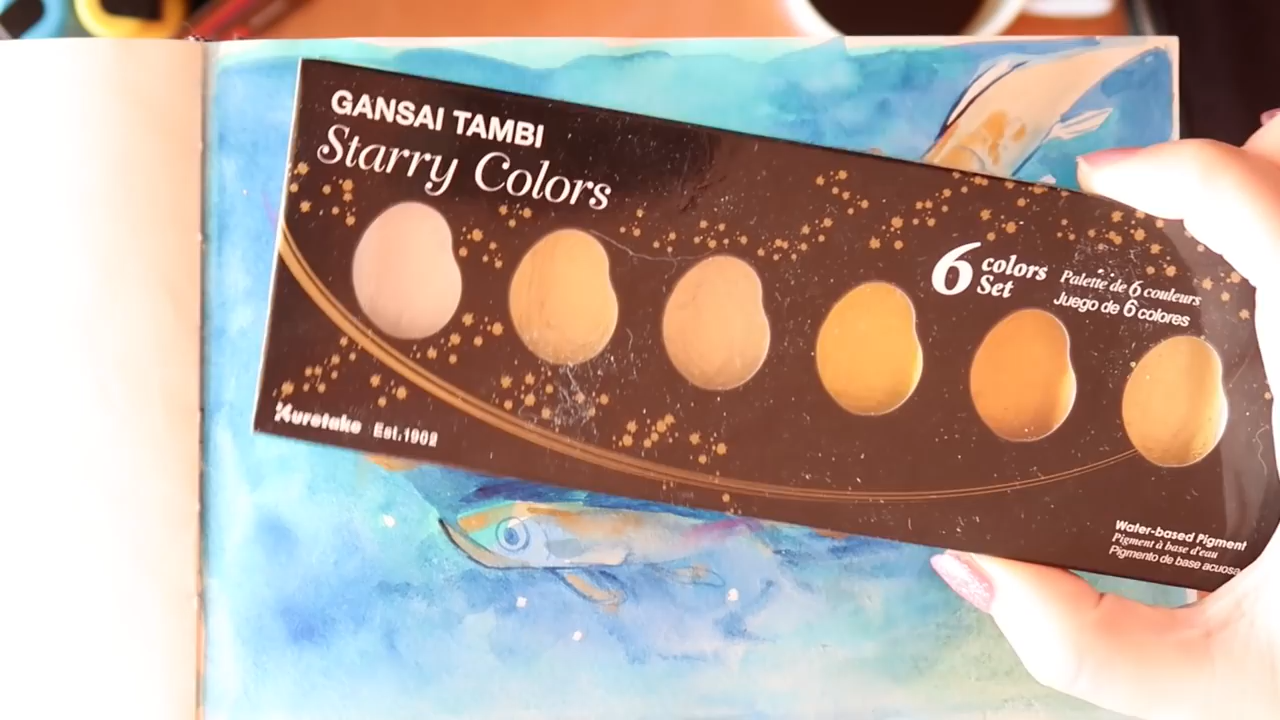 GANSAI TAMBI
Starry Colors
6 colors Set
Palette de 6 couleurs
Juego de 6 colores
Kuretake Est.1902
Water-based Pigment
Pigment à base d'eau
Pigmento de base acuosa